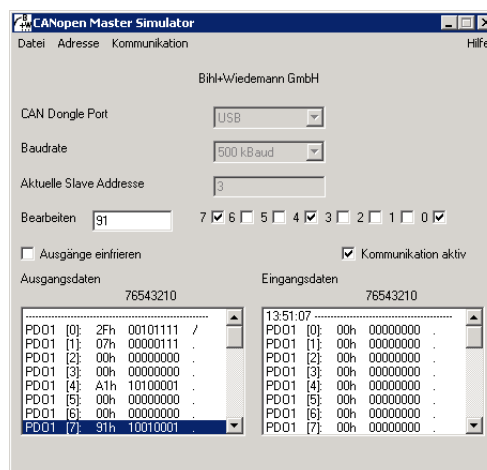 CANopen Master Simulator
Datei Adresse Kommunikation Hilfe
Bihl+Wiedemann GmbH
CAN Dongle Port USB
Baudrate 500 kBaud
Aktuelle Slave Addresse 3
Bearbeiten 91 7 6 5 4 3 2 1 0
Ausgänge einfrieren Kommunikation aktiv
Ausgangsdaten Eingangsdaten
76543210 76543210
---------------------------------------------------- 13:51:07 ----------------------------------------
PDO1 [0]: 2Fh 00101111 / PDO1 [0]: 00h 00000000 .
PDO1 [1]: 07h 00000111 . PDO1 [1]: 00h 00000000 .
PDO1 [2]: 00h 00000000 . PDO1 [2]: 00h 00000000 .
PDO1 [3]: 00h 00000000 . PDO1 [3]: 00h 00000000 .
PDO1 [4]: A1h 10100001 . PDO1 [4]: 00h 00000000 .
PDO1 [5]: 00h 00000000 . PDO1 [5]: 00h 00000000 .
PDO1 [6]: 00h 00000000 . PDO1 [6]: 00h 00000000 .
PDO1 [7]: 91h 10010001 . PDO1 [7]: 00h 00000000 .